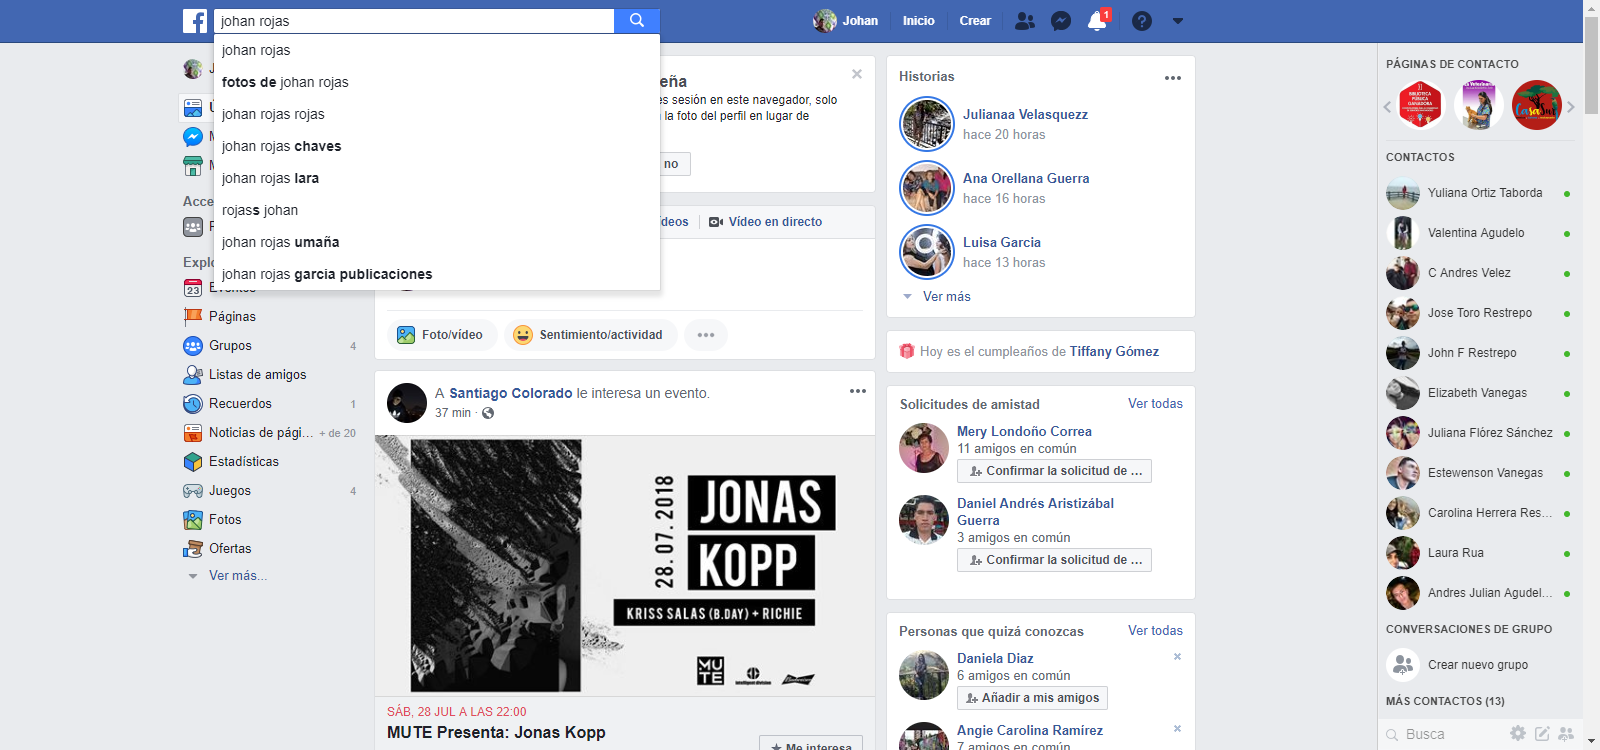 johan rojas
Johan
Inicio
Crear
1
johan rojas
fotos de johan rojas
johan rojas rojas
johan rojas chaves
johan rojas lara
rojass johan
johan rojas umaña
johan rojas garcia publicaciones
Eventos
23
Páginas
Grupos 4
Listas de amigos
Recuerdos 1
Noticias de pági... + de 20
Estadísticas
Juegos 4
Fotos
Ofertas
Ver más...
eña
es sesión en este navegador, solo
la foto del perfil en lugar de
no
ídeos
Vídeo en directo
Foto/vídeo
Sentimiento/actividad
A Santiago Colorado le interesa un evento.
37 min ·
28.07.2018
JONAS
KOPP
KRISS SALAS (B.DAY) + RICHIE
MUTE
intelligent division
Budweiser
SÁB, 28 JUL A LAS 22:00
MUTE Presenta: Jonas Kopp
Me interesa
Historias
Julianaa Velasquezz
hace 20 horas
Ana Orellana Guerra
hace 16 horas
Luisa Garcia
hace 13 horas
Ver más
Hoy es el cumpleaños de Tiffany Gómez
Solicitudes de amistad Ver todas
Mery Londoño Correa
11 amigos en común
Confirmar la solicitud de ...
Daniel Andrés Aristizábal
Guerra
3 amigos en común
Confirmar la solicitud de ...
Personas que quizá conozcas Ver todas
Daniela Diaz
6 amigos en común
Añadir a mis amigos
Angie Carolina Ramírez
7 amigos en común
PÁGINAS DE CONTACTO
BIBLIOTECA
PÚBLICA
GANADORA
CasaSur
CONTACTOS
Yuliana Ortiz Taborda
Valentina Agudelo
C Andres Velez
Jose Toro Restrepo
John F Restrepo
Elizabeth Vanegas
Juliana Flórez Sánchez
Estewenson Vanegas
Carolina Herrera Res...
Laura Rua
Andres Julian Agudel...
CONVERSACIONES DE GRUPO
Crear nuevo grupo
MÁS CONTACTOS (13)
Busca